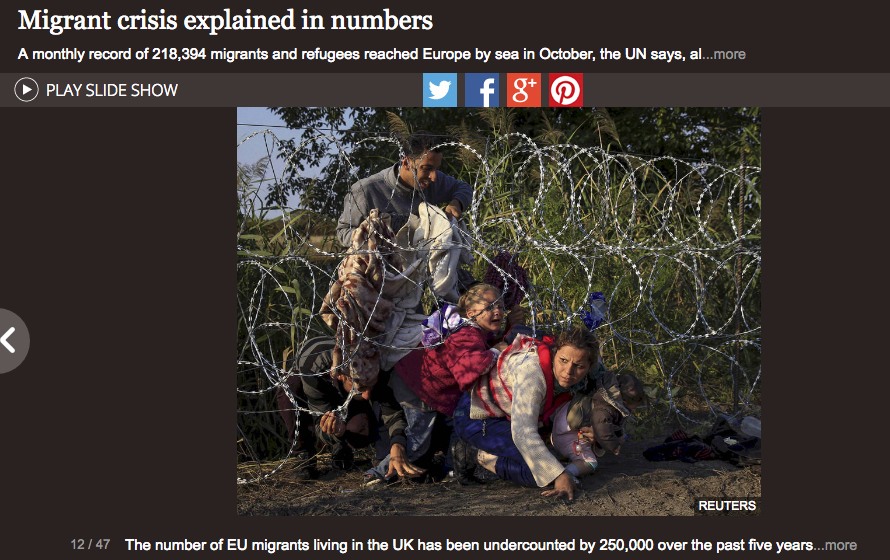 Migrant crisis explained in numbers
A monthly record of 218,394 migrants and refugees reached Europe by sea in October, the UN says, al...more
PLAY SLIDE SHOW
f g+
REUTERS
12 / 47 The number of EU migrants living in the UK has been undercounted by 250,000 over the past five years...more